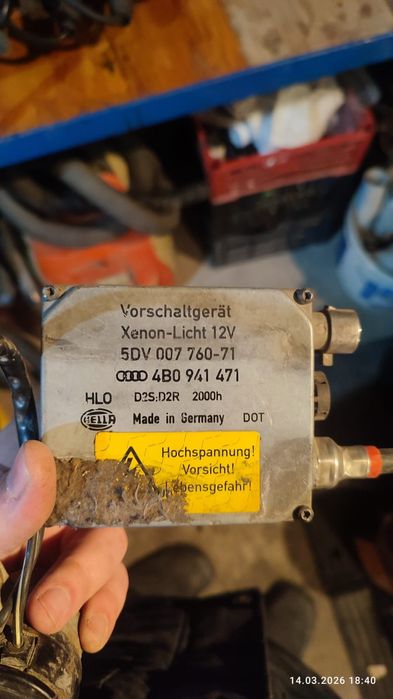 Vorschaltgerät
Xenon-Licht 12V
5DV 007 760-71
4B0 941 471
HLO D2S;D2R 2000h
HELLA Made in Germany DOT
Hochspannung!
Vorsicht!
Lebensgefahr!
14.03.2026 18:40